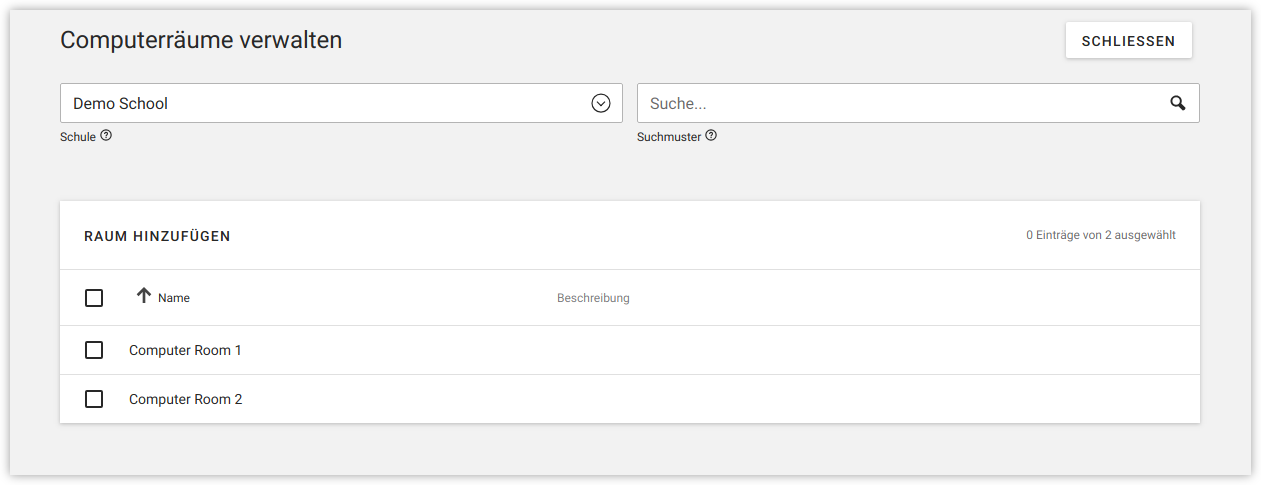 Computerräume verwalten
SCHLIESSEN
Demo School
Suche...
Schule
Suchmuster
RAUM HINZUFÜGEN
0 Einträge von 2 ausgewählt
Name
Beschreibung
Computer Room 1
Computer Room 2